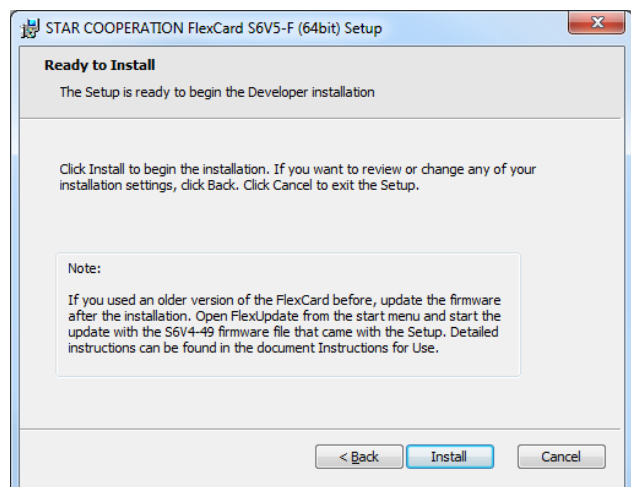 STAR COOPERATION FlexCard S6V5-F (64bit) Setup
Ready to Install
The Setup is ready to begin the Developer installation
Click Install to begin the installation. If you want to review or change any of your
installation settings, click Back. Click Cancel to exit the Setup.
Note:
If you used an older version of the FlexCard before, update the firmware
after the installation. Open FlexUpdate from the start menu and start the
update with the S6V4-49 firmware file that came with the Setup. Detailed
instructions can be found in the document Instructions for Use.
< Back Install Cancel